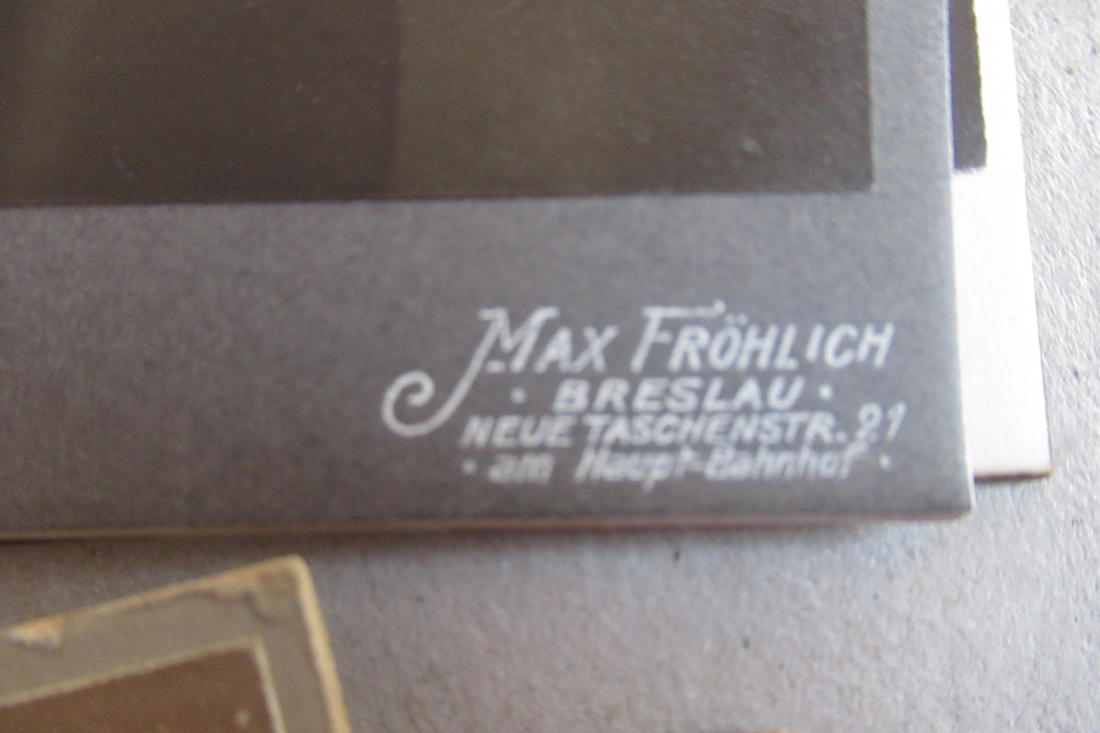 Max Fröhlich
· BRESLAU ·
NEUE TASCHENSTR. 21
· am Haupt-Bahnhof ·